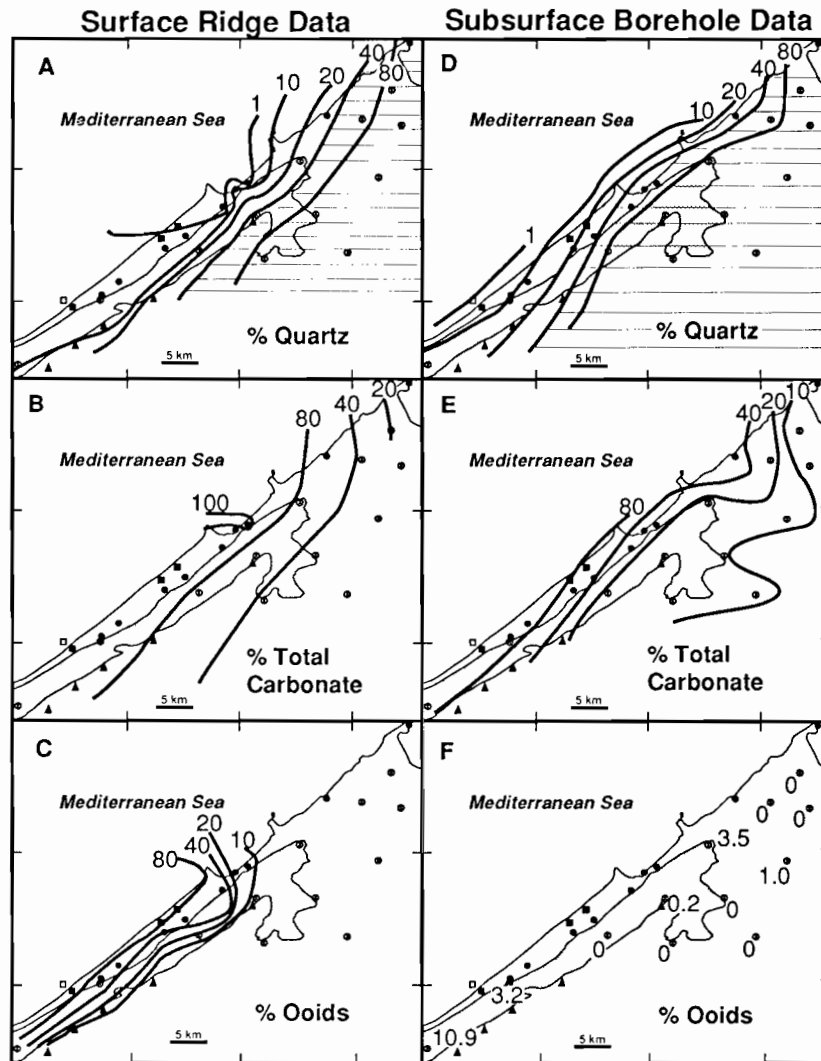 Surface Ridge Data
Subsurface Borehole Data
A
Mediterranean Sea
1
10
20
40
80
% Quartz
5 km
D
Mediterranean Sea
1
10
20
40
80
% Quartz
5 km
B
Mediterranean Sea
100
80
40
20
% Total
Carbonate
5 km
E
Mediterranean Sea
80
40
20
10
% Total
Carbonate
5 km
C
Mediterranean Sea
80
40
20
10
% Ooids
5 km
F
Mediterranean Sea
0
0
0
3.5
1.0
0.2
0
0
0
0
3.2
10.9
% Ooids
5 km